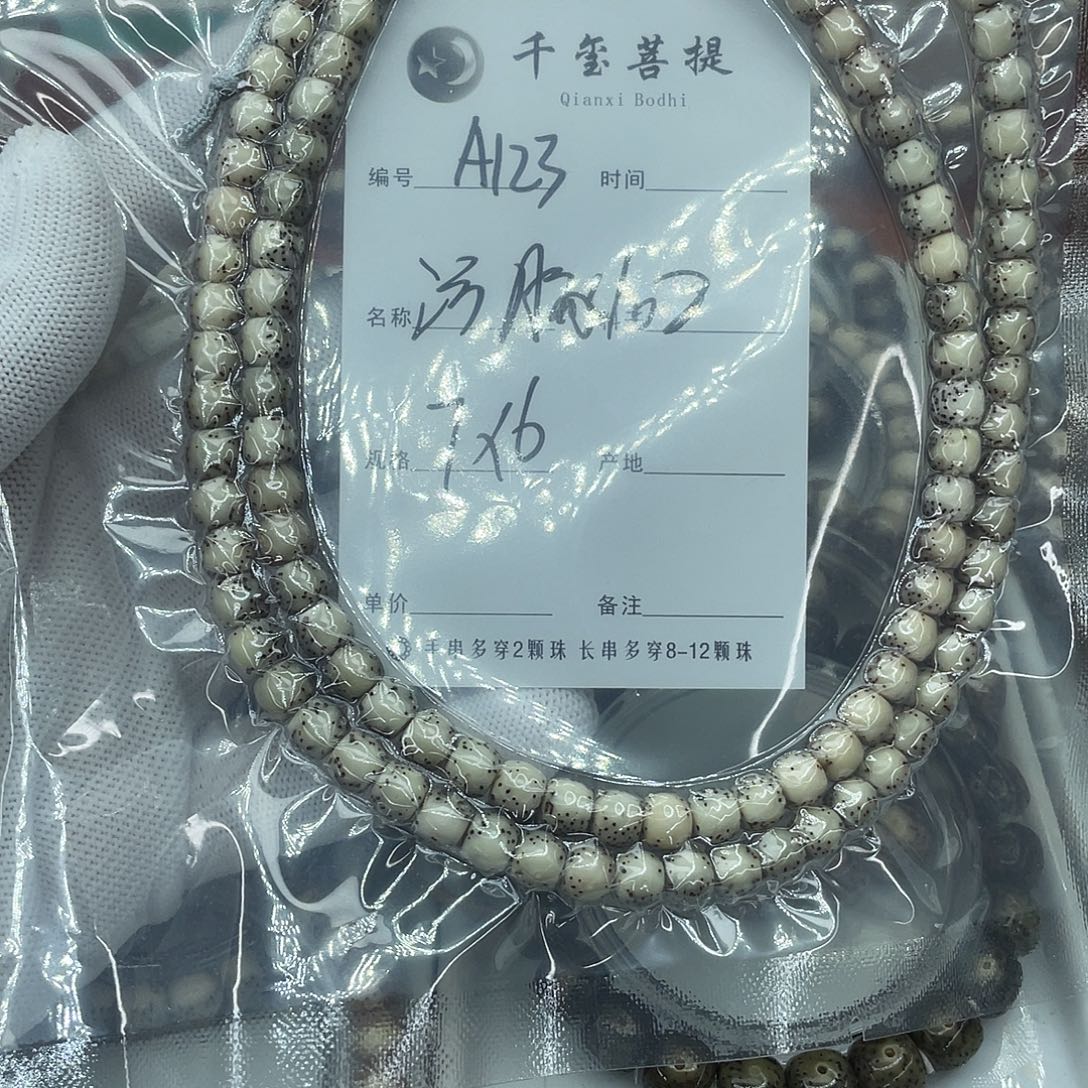 千玺菩提
Qianxi Bodhi
编号 A123 时间
名称
规格 7x6 产地
单价 备注
手串多穿2颗珠 长串多穿8-12颗珠